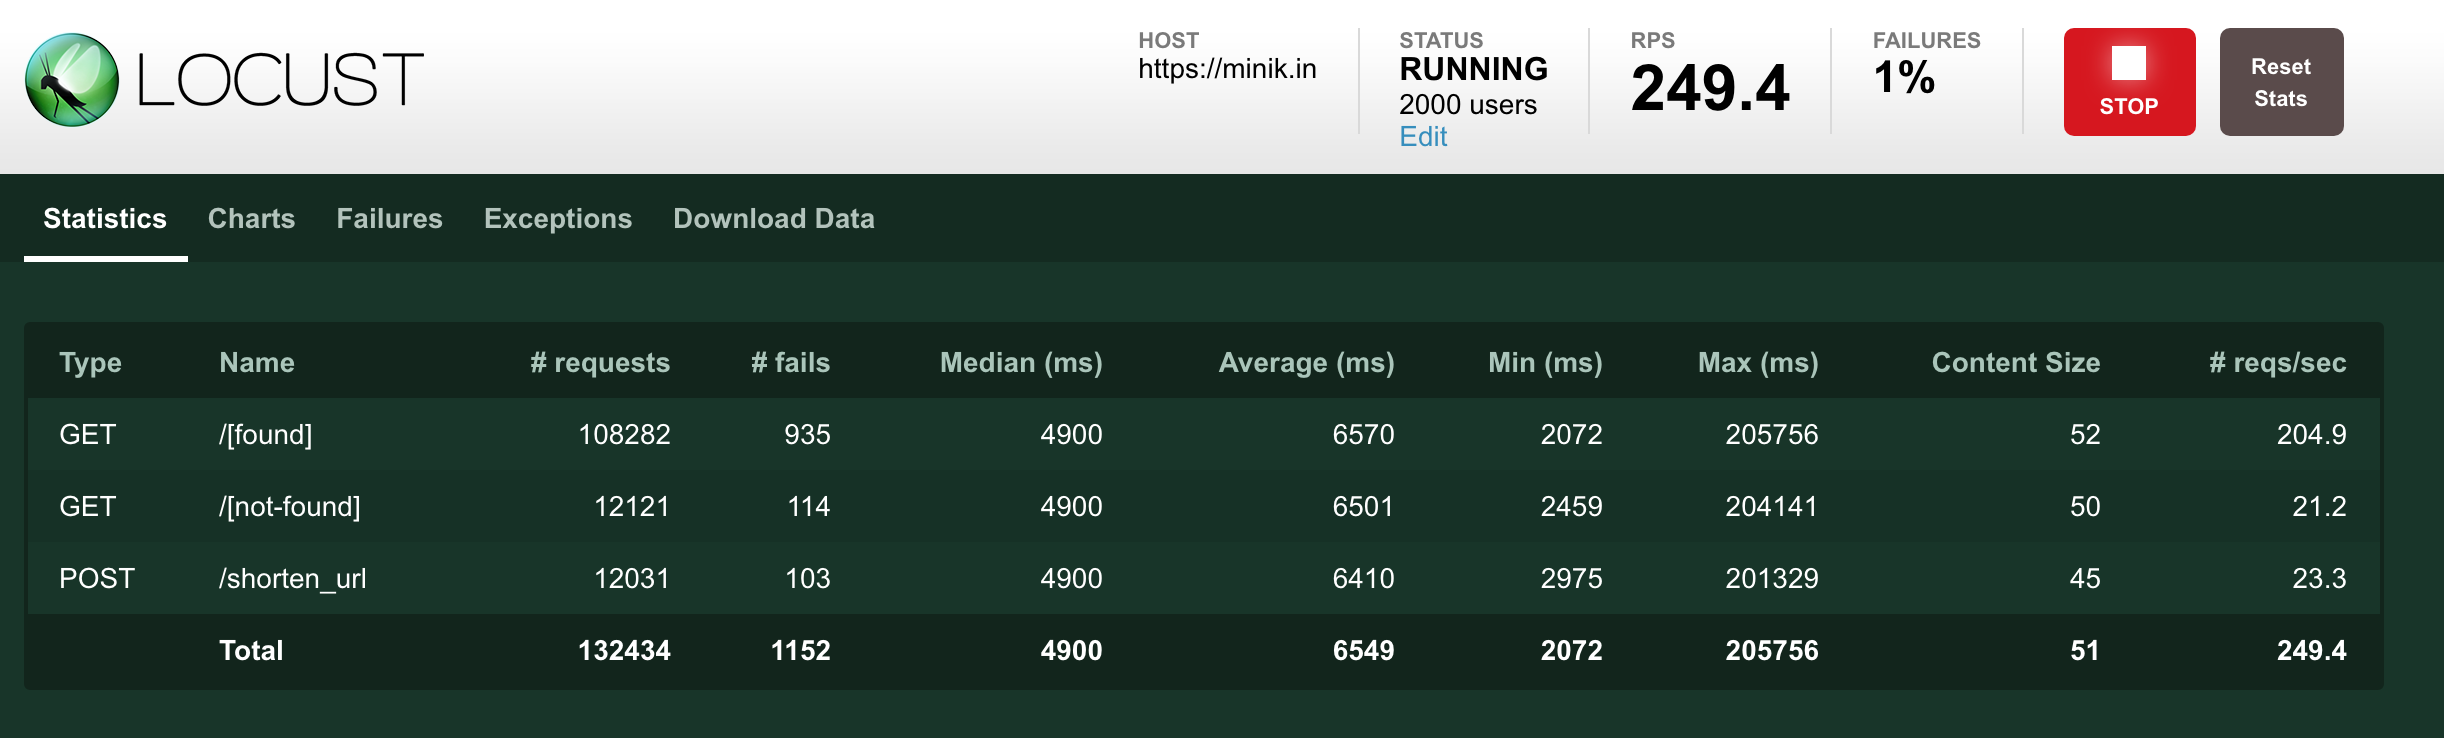 LOCUST
HOST
https://minik.in
STATUS
RUNNING
2000 users
Edit
RPS
249.4
FAILURES
1%
STOP
Reset
Stats
Statistics Charts Failures Exceptions Download Data
Type Name # requests # fails Median (ms) Average (ms) Min (ms) Max (ms) Content Size # reqs/sec
GET /[found] 108282 935 4900 6570 2072 205756 52 204.9
GET /[not-found] 12121 114 4900 6501 2459 204141 50 21.2
POST /shorten_url 12031 103 4900 6410 2975 201329 45 23.3
Total 132434 1152 4900 6549 2072 205756 51 249.4